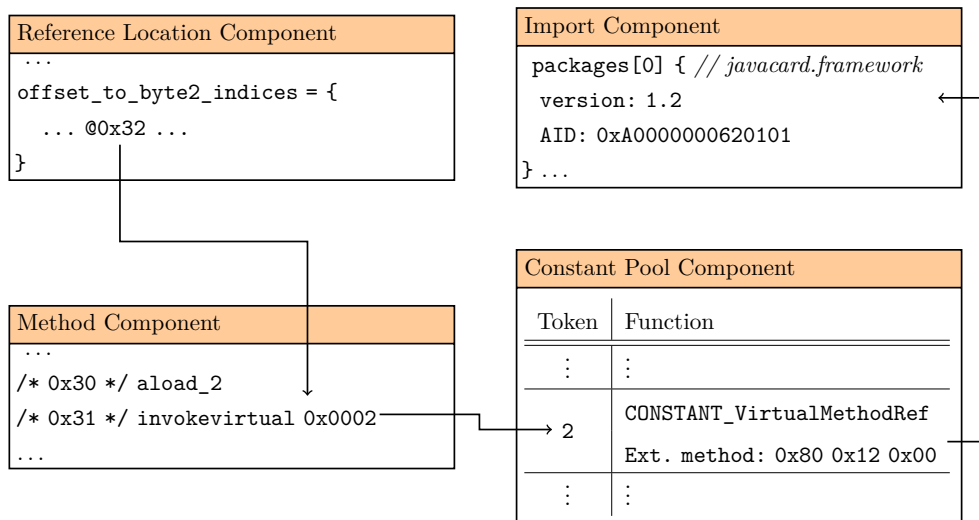 Reference Location Component
...
offset_to_byte2_indices = {
... @0x32 ...
}
Import Component
packages[0] { // javacard.framework
version: 1.2
AID: 0xA0000000620101
} ...
Method Component
...
/* 0x30 */ aload_2
/* 0x31 */ invokevirtual 0x0002
...
Constant Pool Component
Token Function
⋮ ⋮
2 CONSTANT_VirtualMethodRef
Ext. method: 0x80 0x12 0x00
⋮ ⋮